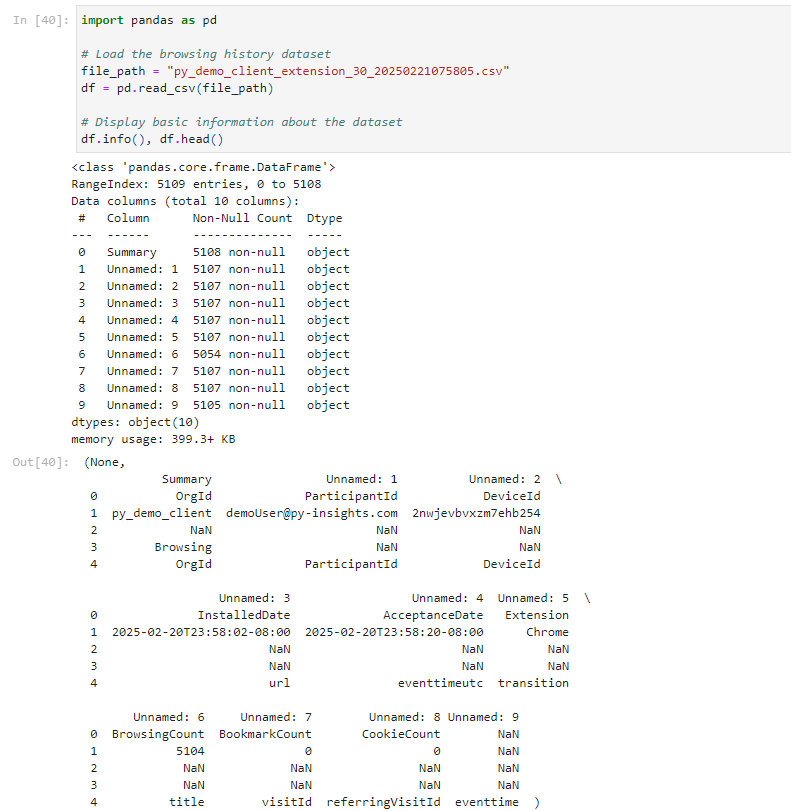 In [40]: import pandas as pd
# Load the browsing history dataset
file_path = "py_demo_client_extension_30_20250221075805.csv"
df = pd.read_csv(file_path)
# Display basic information about the dataset
df.info(), df.head()
<class 'pandas.core.frame.DataFrame'>
RangeIndex: 5109 entries, 0 to 5108
Data columns (total 10 columns):
 #   Column      Non-Null Count  Dtype
---  ------      --------------  -----
 0   Summary     5108 non-null   object
 1   Unnamed: 1  5107 non-null   object
 2   Unnamed: 2  5107 non-null   object
 3   Unnamed: 3  5107 non-null   object
 4   Unnamed: 4  5107 non-null   object
 5   Unnamed: 5  5107 non-null   object
 6   Unnamed: 6  5054 non-null   object
 7   Unnamed: 7  5107 non-null   object
 8   Unnamed: 8  5107 non-null   object
 9   Unnamed: 9  5105 non-null   object
dtypes: object(10)
memory usage: 399.3+ KB
Out[40]: (None,
           Summary                Unnamed: 1          Unnamed: 2  \
 0           OrgId             ParticipantId            DeviceId
 1  py_demo_client  demoUser@py-insights.com  2nwjevbvxzm7ehb254
 2             NaN                       NaN                 NaN
 3        Browsing                       NaN                 NaN
 4           OrgId             ParticipantId            DeviceId
                   Unnamed: 3                 Unnamed: 4  Unnamed: 5  \
 0              InstalledDate             AcceptanceDate   Extension
 1  2025-02-20T23:58:02-08:00  2025-02-20T23:58:20-08:00      Chrome
 2                        NaN                        NaN         NaN
 3                        NaN                        NaN         NaN
 4                        url               eventtimeutc  transition
       Unnamed: 6     Unnamed: 7        Unnamed: 8 Unnamed: 9
 0  BrowsingCount  BookmarkCount       CookieCount        NaN
 1           5104              0                 0        NaN
 2            NaN            NaN               NaN        NaN
 3            NaN            NaN               NaN        NaN
 4          title        visitId  referringVisitId  eventtime  )